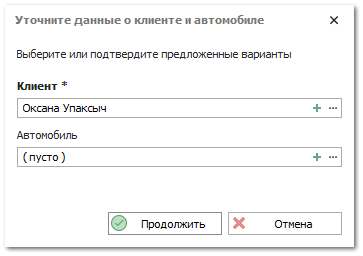 Уточните данные о клиенте и автомобиле
Выберите или подтвердите предложенные варианты
Клиент *
Оксана Упаксыч
Автомобиль
( пусто )
Продолжить
Отмена